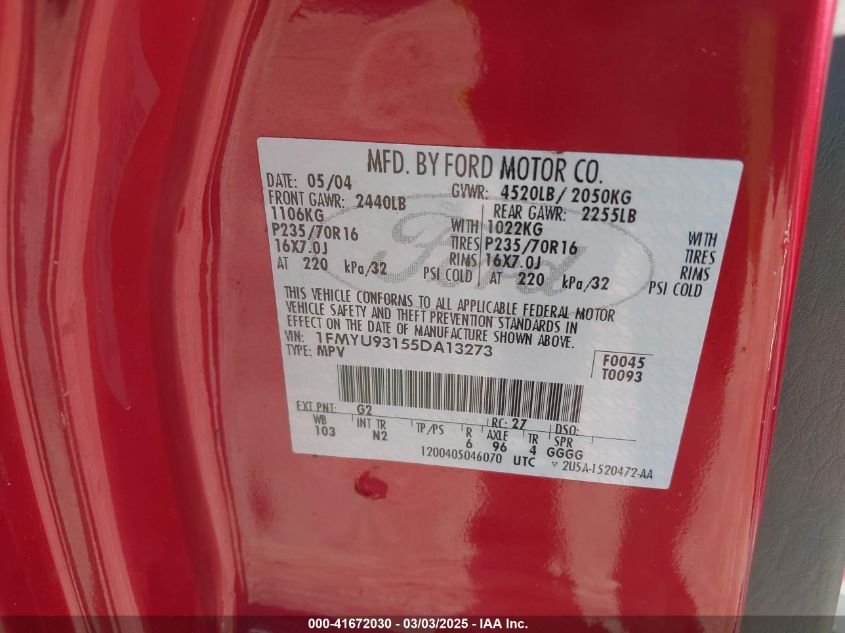 MFD. BY FORD MOTOR CO.
DATE: 05/04 GVWR: 4520LB/ 2050KG
FRONT GAWR: 2440LB REAR GAWR: 2255LB
1106KG WITH 1022KG WITH
P235/70R16 TIRES P235/70R16 TIRES
16X7.0J RIMS 16X7.0J RIMS
AT 220 kPa/32 PSI COLD AT 220 kPa/32 PSI COLD
THIS VEHICLE CONFORMS TO ALL APPLICABLE FEDERAL MOTOR
VEHICLE SAFETY AND THEFT PREVENTION STANDARDS IN
EFFECT ON THE DATE OF MANUFACTURE SHOWN ABOVE.
VIN: 1FMYU93155DA13273
TYPE: MPV
F0045
T0093
EXT PNT: G2 RC: 27 DSO:
WB INT TR TP/PS R AXLE TR SPR
103 N2 6 96 4 GGGG
1200405046070 UTC ▽ 2U5A-1520472-AA
Ford
000-41672030 - 03/03/2025 - IAA Inc.